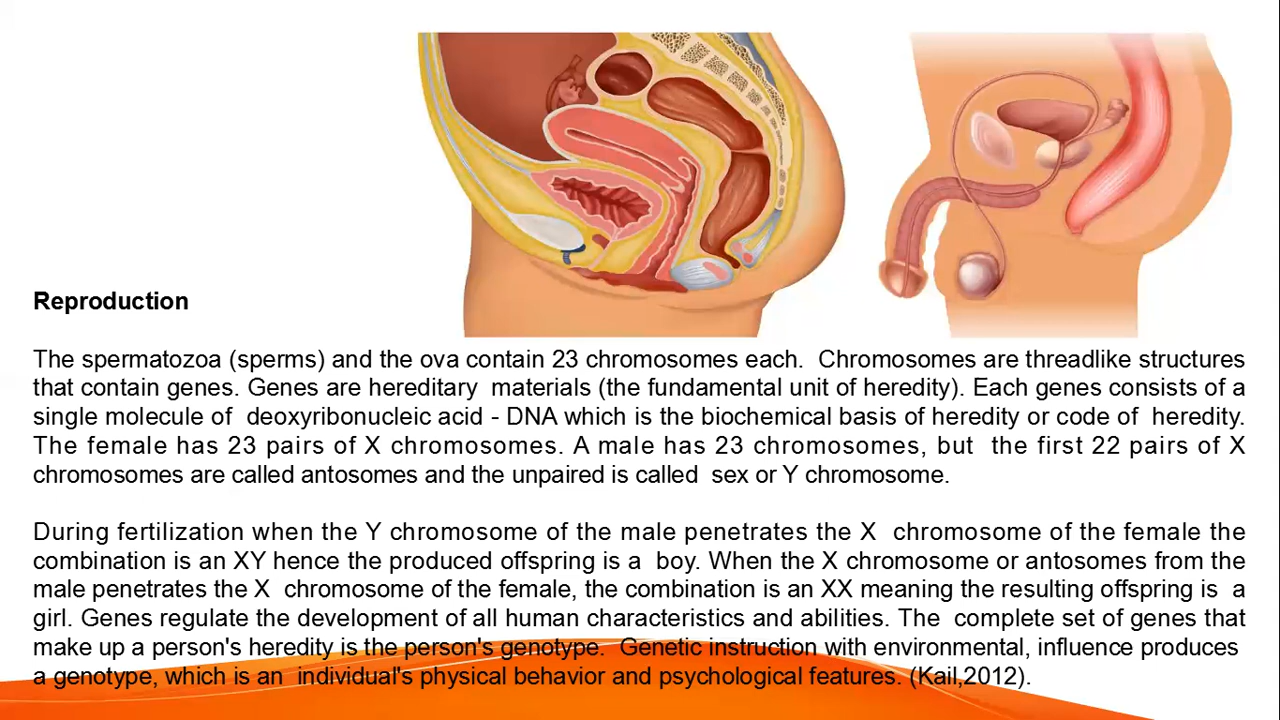 Reproduction
The spermatozoa (sperms) and the ova contain 23 chromosomes each. Chromosomes are threadlike structures
that contain genes. Genes are hereditary materials (the fundamental unit of heredity). Each genes consists of a
single molecule of deoxyribonucleic acid - DNA which is the biochemical basis of heredity or code of heredity.
The female has 23 pairs of X chromosomes. A male has 23 chromosomes, but the first 22 pairs of X
chromosomes are called antosomes and the unpaired is called sex or Y chromosome.
During fertilization when the Y chromosome of the male penetrates the X chromosome of the female the
combination is an XY hence the produced offspring is a boy. When the X chromosome or antosomes from the
male penetrates the X chromosome of the female, the combination is an XX meaning the resulting offspring is a
girl. Genes regulate the development of all human characteristics and abilities. The complete set of genes that
make up a person's heredity is the person's genotype. Genetic instruction with environmental, influence produces
a genotype, which is an individual's physical behavior and psychological features. (Kail,2012).